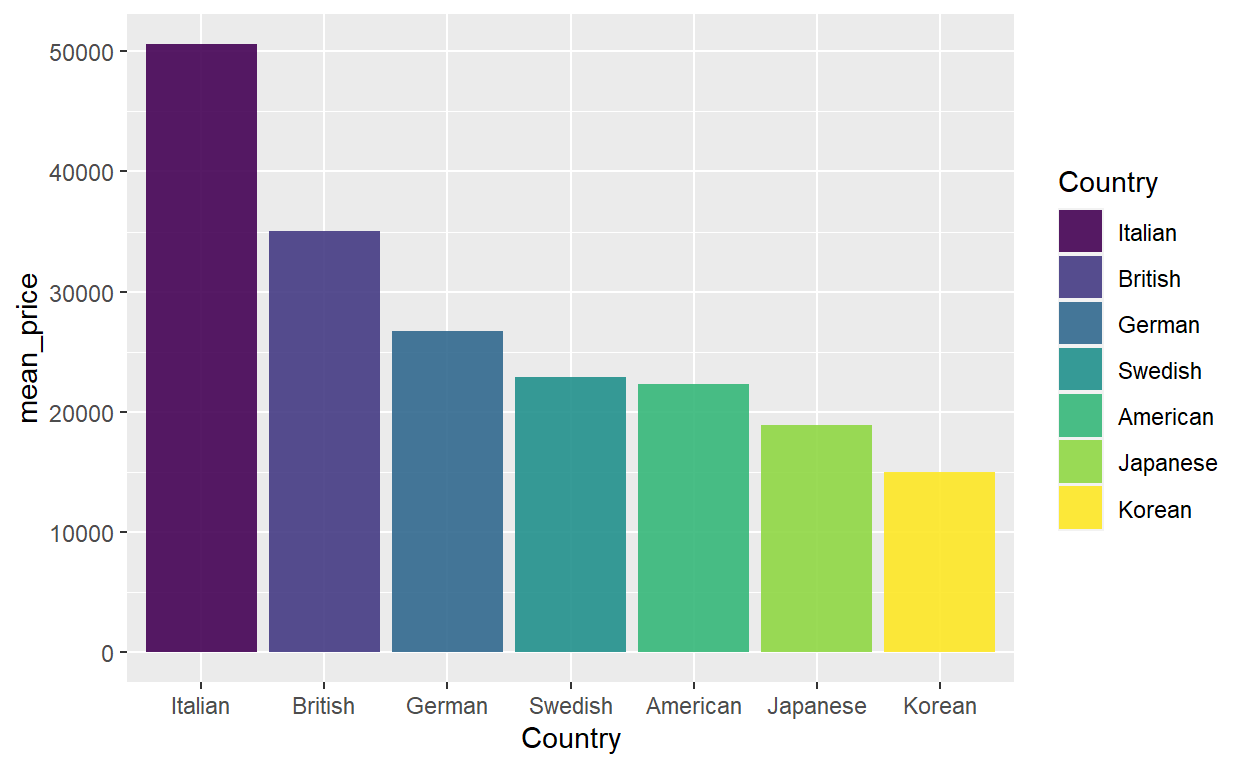 50000
40000
30000
20000
10000
0
mean_price
Italian British German Swedish American Japanese Korean
Country
Country
Italian
British
German
Swedish
American
Japanese
Korean